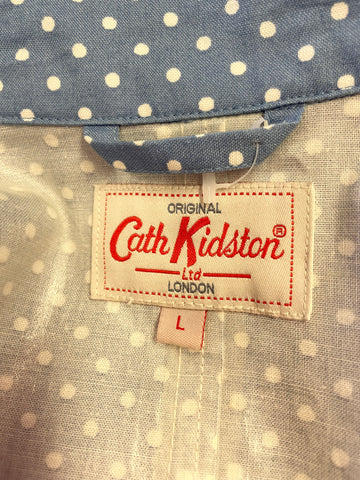 ORIGINAL
Cath Kidston®
Ltd
LONDON
L